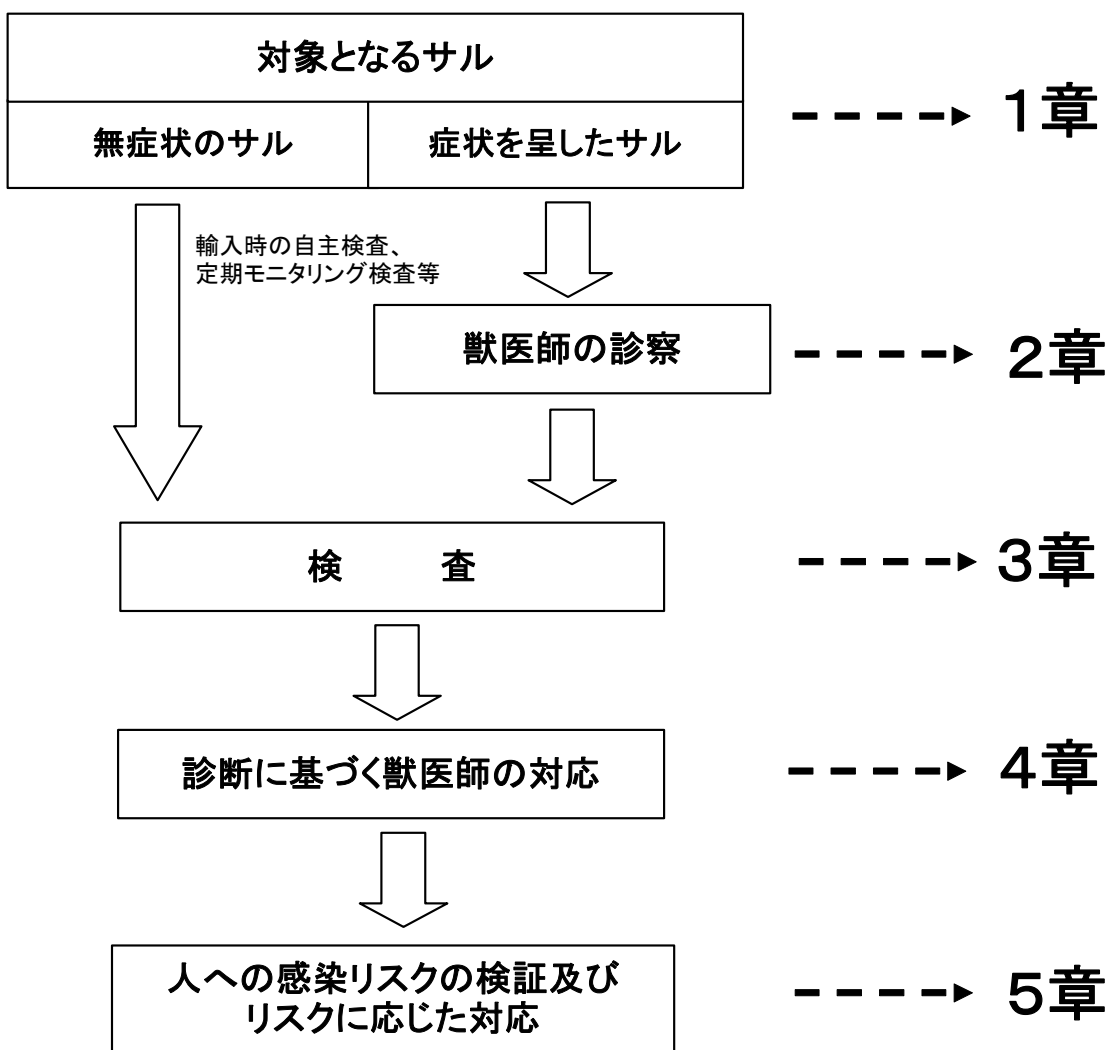 対象となるサル
無症状のサル
症状を呈したサル
1章
輸入時の自主検査、
定期モニタリング検査等
獣医師の診察
2章
検　　査
3章
診断に基づく獣医師の対応
4章
人への感染リスクの検証及び
リスクに応じた対応
5章